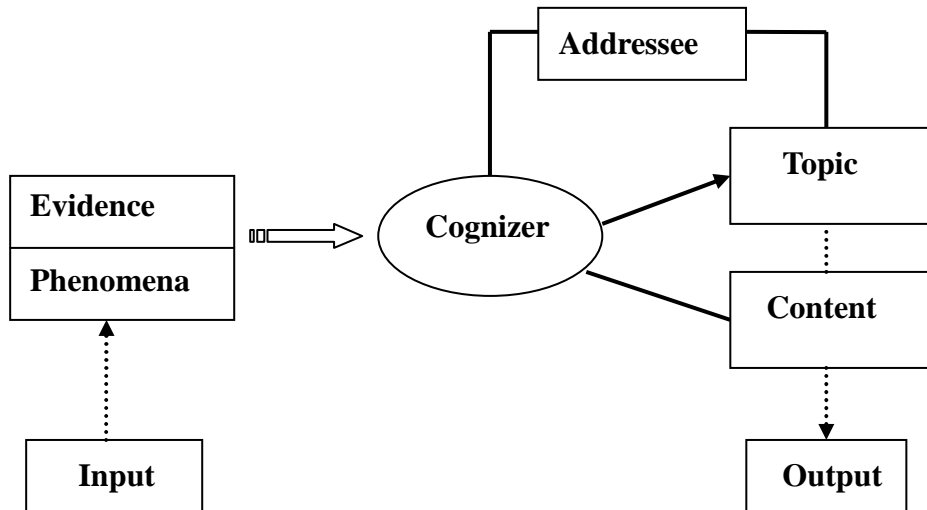 Addressee
Topic
Evidence
Cognizer
Phenomena
Content
Input
Output